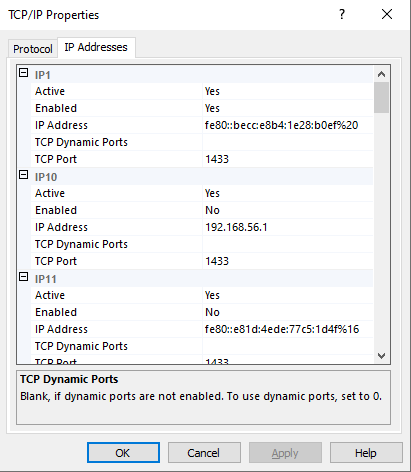 TCP/IP Properties
Protocol IP Addresses
IP1
Active Yes
Enabled Yes
IP Address fe80::becc:e8b4:1e28:b0ef%20
TCP Dynamic Ports
TCP Port 1433
IP10
Active Yes
Enabled No
IP Address 192.168.56.1
TCP Dynamic Ports
TCP Port 1433
IP11
Active Yes
Enabled No
IP Address fe80::e81d:4ede:77c5:1d4f%16
TCP Dynamic Ports
TCP Port 1433
TCP Dynamic Ports
Blank, if dynamic ports are not enabled. To use dynamic ports, set to 0.
OK Cancel Apply Help